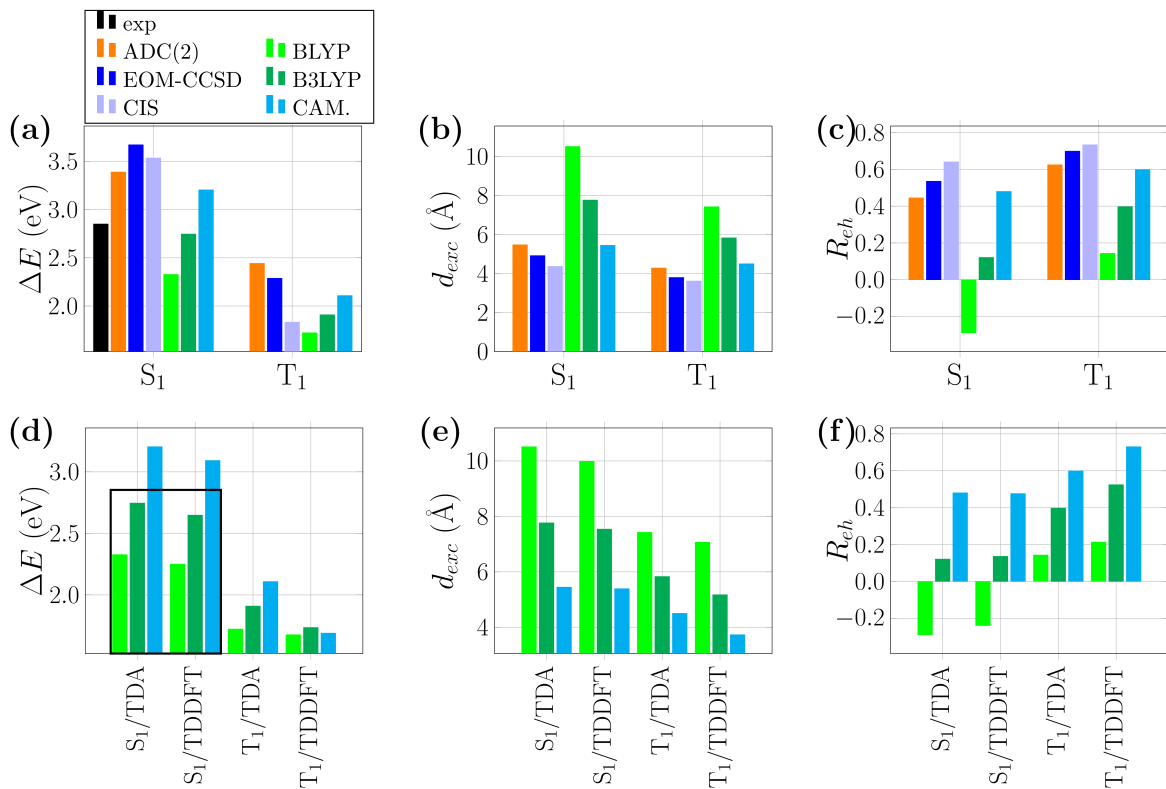 exp
ADC(2)
BLYP
EOM-CCSD
B3LYP
CIS
CAM.
(a)
ΔE (eV)
3.5
3.0
2.5
2.0
S₁
T₁
(b)
d_exc (Å)
10
8
6
4
2
0
S₁
T₁
(c)
R_eh
0.8
0.6
0.4
0.2
0.0
−0.2
S₁
T₁
(d)
ΔE (eV)
3.0
2.5
2.0
S₁/TDA
S₁/TDDFT
T₁/TDA
T₁/TDDFT
(e)
d_exc (Å)
10
8
6
4
S₁/TDA
S₁/TDDFT
T₁/TDA
T₁/TDDFT
(f)
R_eh
0.8
0.6
0.4
0.2
0.0
−0.2
S₁/TDA
S₁/TDDFT
T₁/TDA
T₁/TDDFT